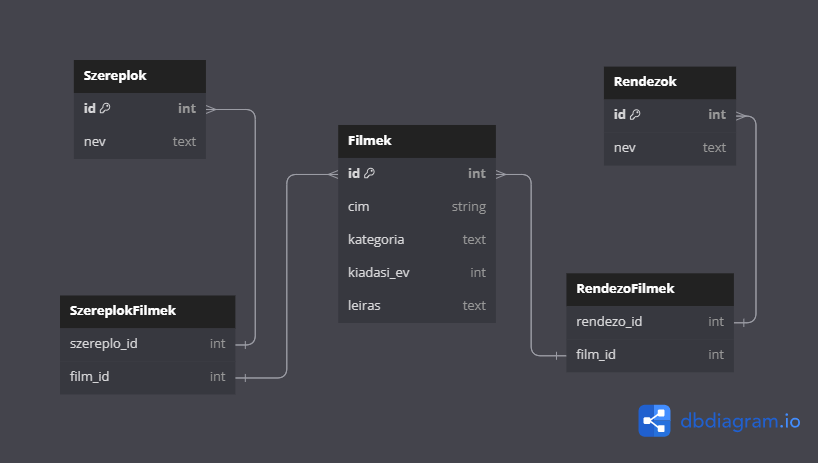 Szereplok
id int
nev text
Rendezok
id int
nev text
Filmek
id int
cim string
kategoria text
kiadasi_ev int
leiras text
SzereplokFilmek
szereplo_id int
film_id int
RendezoFilmek
rendezo_id int
film_id int
dbdiagram.io